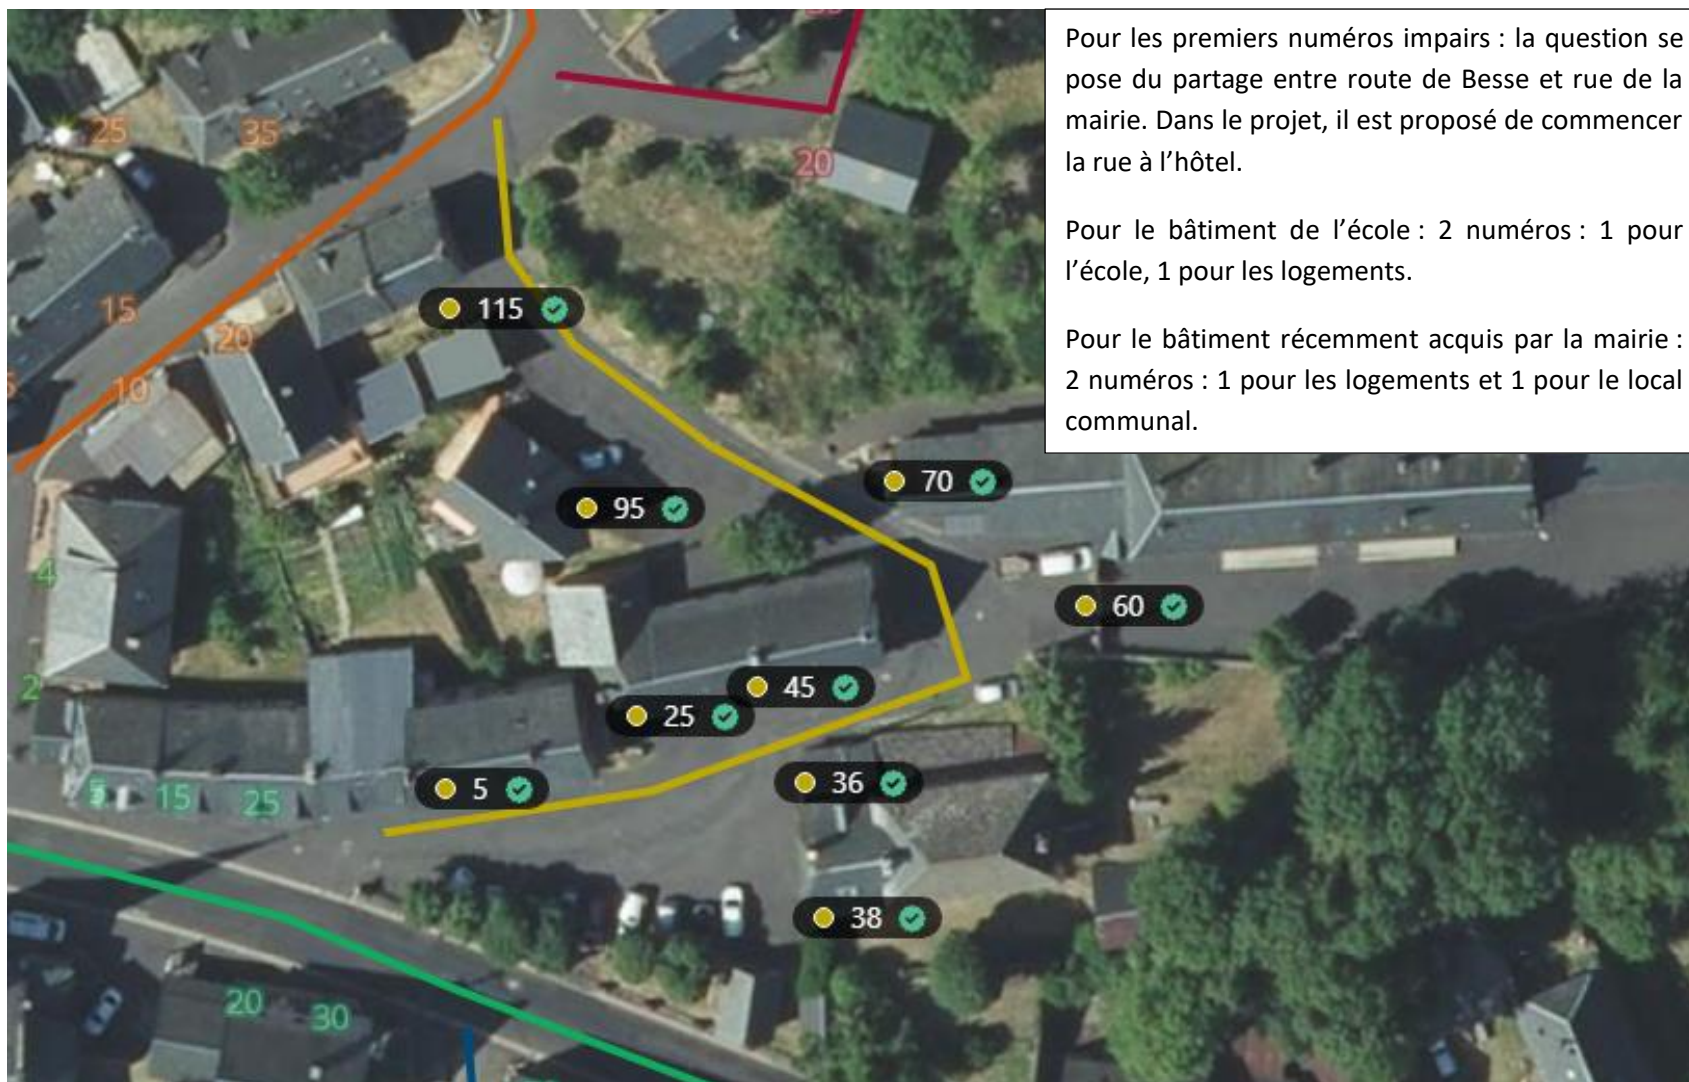 Pour les premiers numéros impairs : la question se
pose du partage entre route de Besse et rue de la
mairie. Dans le projet, il est proposé de commencer
la rue à l’hôtel.
Pour le bâtiment de l’école : 2 numéros : 1 pour
l’école, 1 pour les logements.
Pour le bâtiment récemment acquis par la mairie :
2 numéros : 1 pour les logements et 1 pour le local
communal.
25
35
20
15
115
20
10
70
95
4
60
2
45
25
36
5
5
15
25
38
20
30